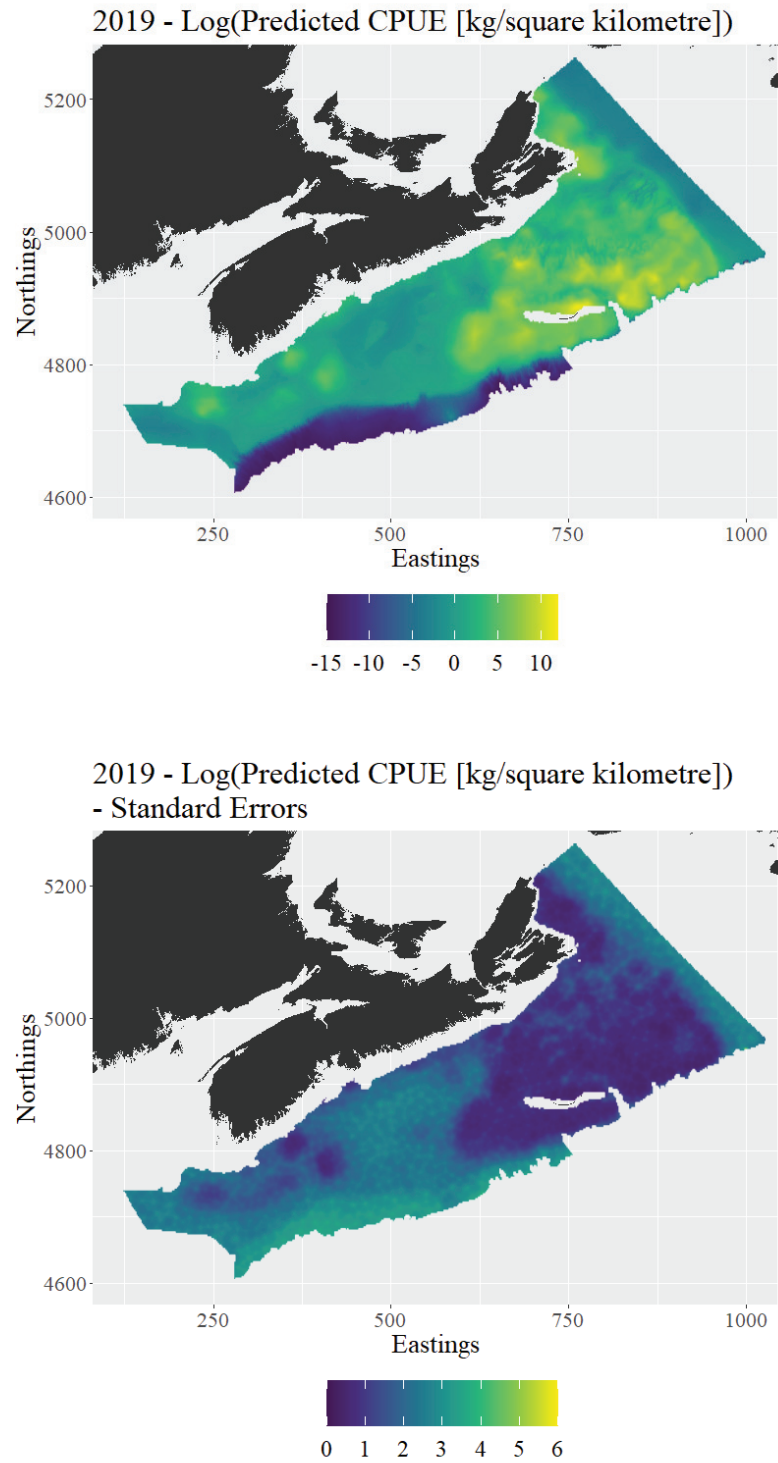 2019 - Log(Predicted CPUE [kg/square kilometre])
5200
5000
4800
4600
Northings
250 500 750 1000
Eastings
-15 -10 -5 0 5 10
2019 - Log(Predicted CPUE [kg/square kilometre])
- Standard Errors
5200
5000
4800
4600
Northings
250 500 750 1000
Eastings
0 1 2 3 4 5 6